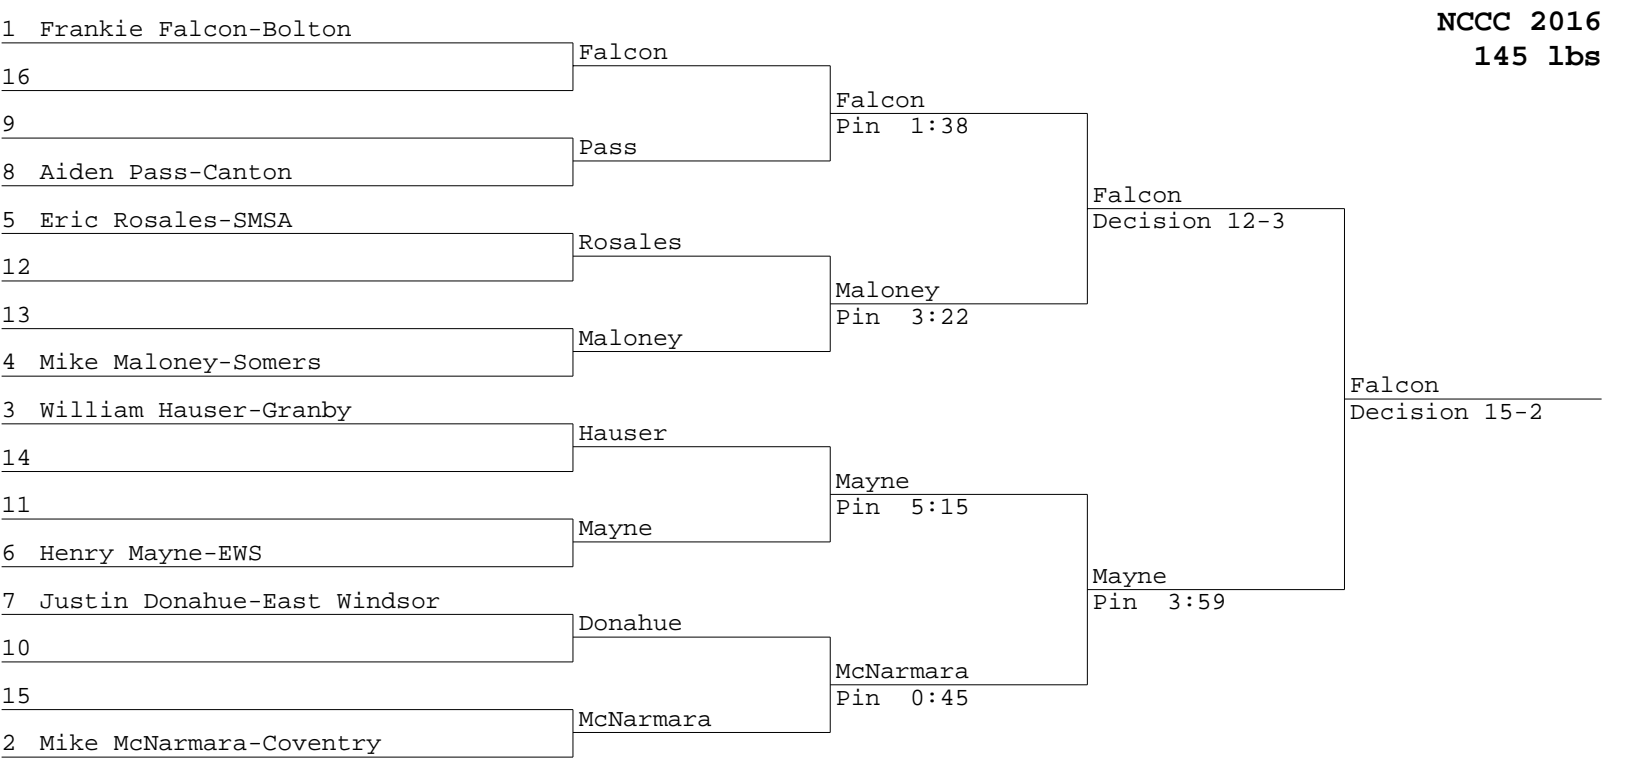 NCCC 2016
145 lbs
1 Frankie Falcon-Bolton
16
9
8 Aiden Pass-Canton
5 Eric Rosales-SMSA
12
13
4 Mike Maloney-Somers
3 William Hauser-Granby
14
11
6 Henry Mayne-EWS
7 Justin Donahue-East Windsor
10
15
2 Mike McNarmara-Coventry
Falcon
Pass
Rosales
Maloney
Hauser
Mayne
Donahue
McNarmara
Falcon
Pin 1:38
Maloney
Pin 3:22
Mayne
Pin 5:15
McNarmara
Pin 0:45
Falcon
Decision 12-3
Mayne
Pin 3:59
Falcon
Decision 15-2